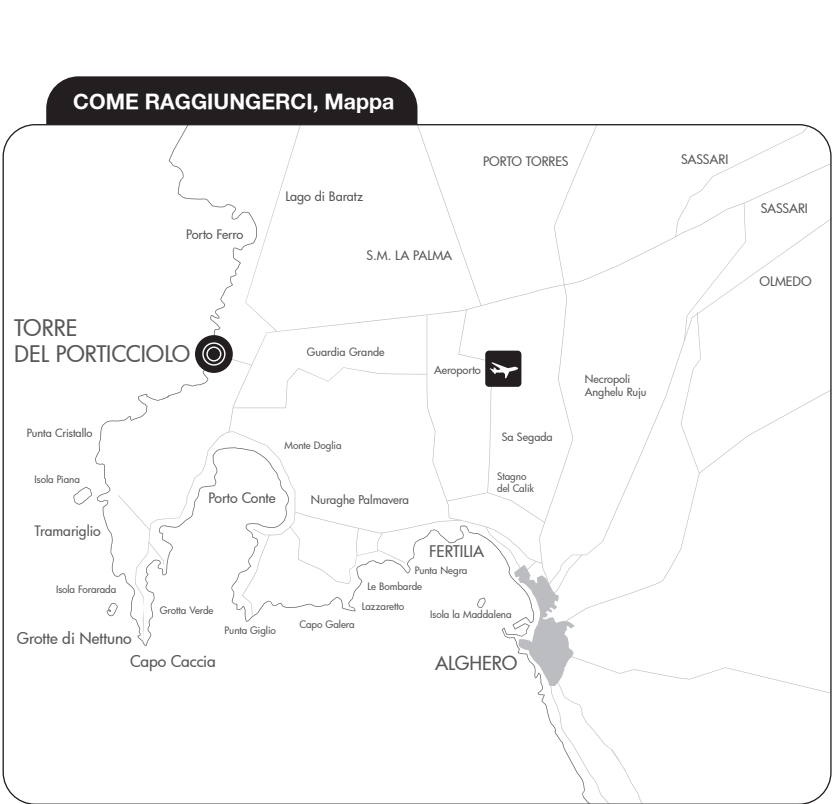 COME RAGGIUNGERCI, Mappa
PORTO TORRES
SASSARI
Lago di Baratz
SASSARI
Porto Ferro
S.M. LA PALMA
OLMEDO
TORRE
DEL PORTICCIOLO
Guardia Grande
Aeroporto
Necropoli
Anghelu Ruju
Punta Cristallo
Monte Doglia
Sa Segada
Isola Piana
Stagno
del Calik
Porto Conte
Nuraghe Palmavera
Tramariglio
FERTILIA
Punta Negra
Isola Forarada
Le Bombarde
Grotta Verde
Lazzaretto
Isola la Maddalena
Punta Giglio
Capo Galera
Grotte di Nettuno
Capo Caccia
ALGHERO